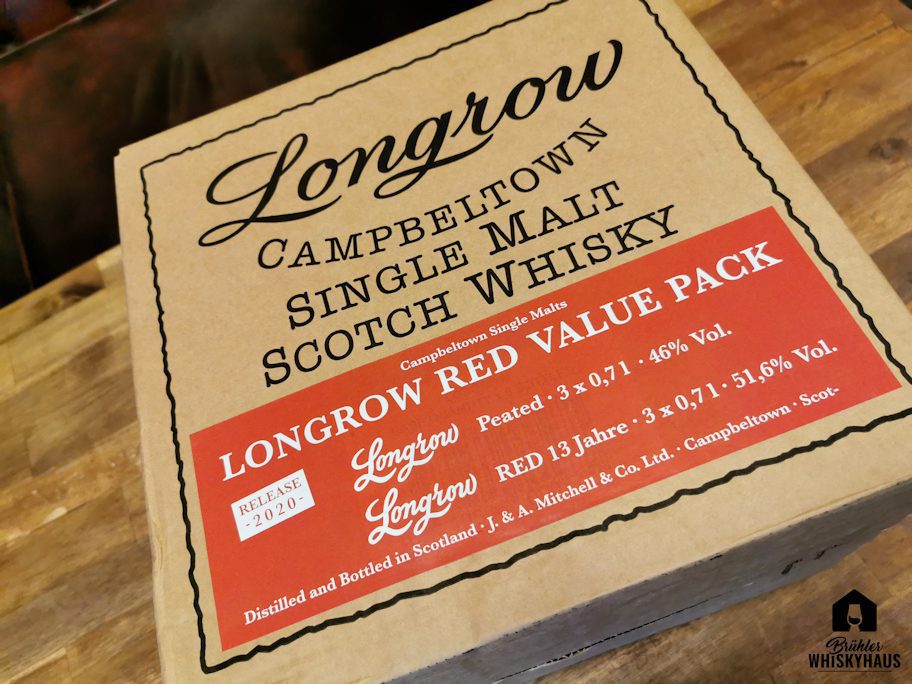 Longrow
CAMPBELTOWN
SINGLE MALT
SCOTCH WHISKY
Campbeltown Single Malts
LONGROW RED VALUE PACK
Longrow Peated · 3 x 0,7l · 46% Vol.
Longrow RED 13 Jahre · 3 x 0,7l · 51,6% Vol.
RELEASE
-2020-
Distilled and Bottled in Scotland · J. & A. Mitchell & Co. Ltd. · Campbeltown · Scot-
Brühler
WHISKYHAUS